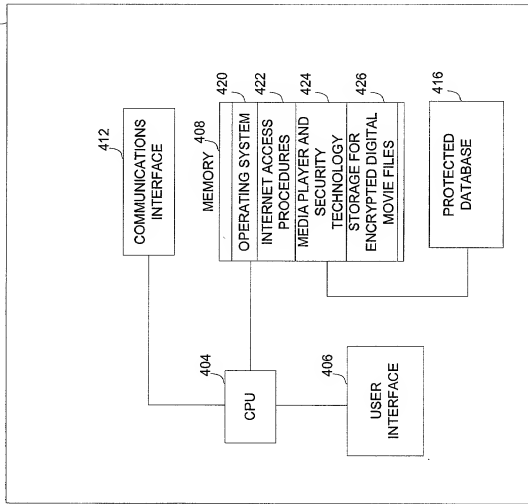 412
COMMUNICATIONS
INTERFACE
404
CPU
406
USER
INTERFACE
MEMORY 408
OPERATING SYSTEM
420
INTERNET ACCESS
PROCEDURES
422
MEDIA PLAYER AND
SECURITY
TECHNOLOGY
424
STORAGE FOR
ENCRYPTED DIGITAL
MOVIE FILES
426
416
PROTECTED
DATABASE